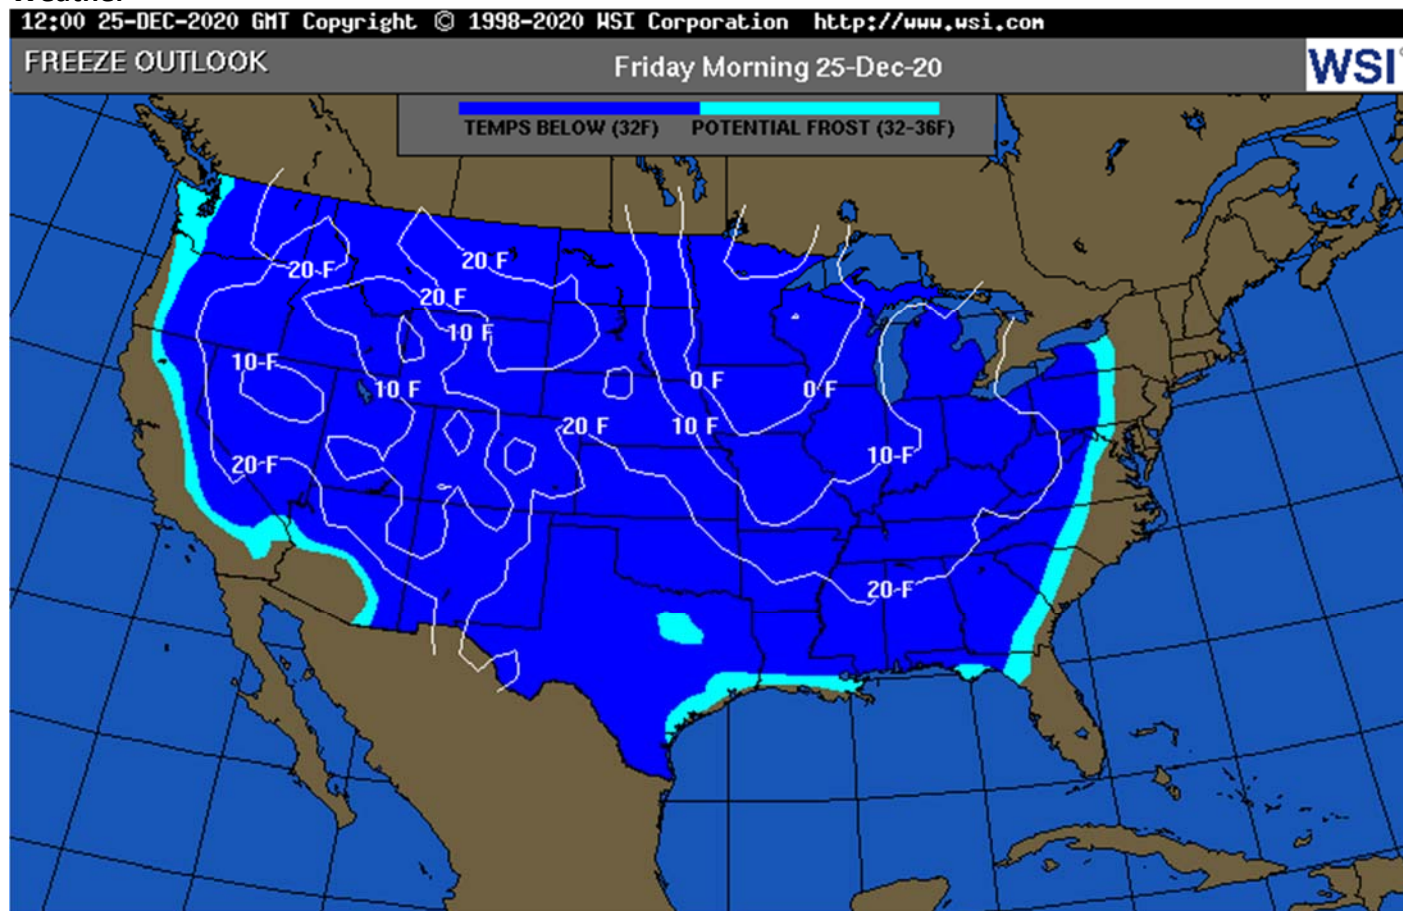 Weather
12:00 25-DEC-2020 GMT Copyright © 1998-2020 WSI Corporation http://www.wsi.com
FREEZE OUTLOOK
Friday Morning 25-Dec-20
WSI
TEMPS BELOW (32F) POTENTIAL FROST (32-36F)
20 F
20-F
20 F
10 F
10-F
0 F
0 F
10 F
20 F
10 F
10-F
20-F
20-F